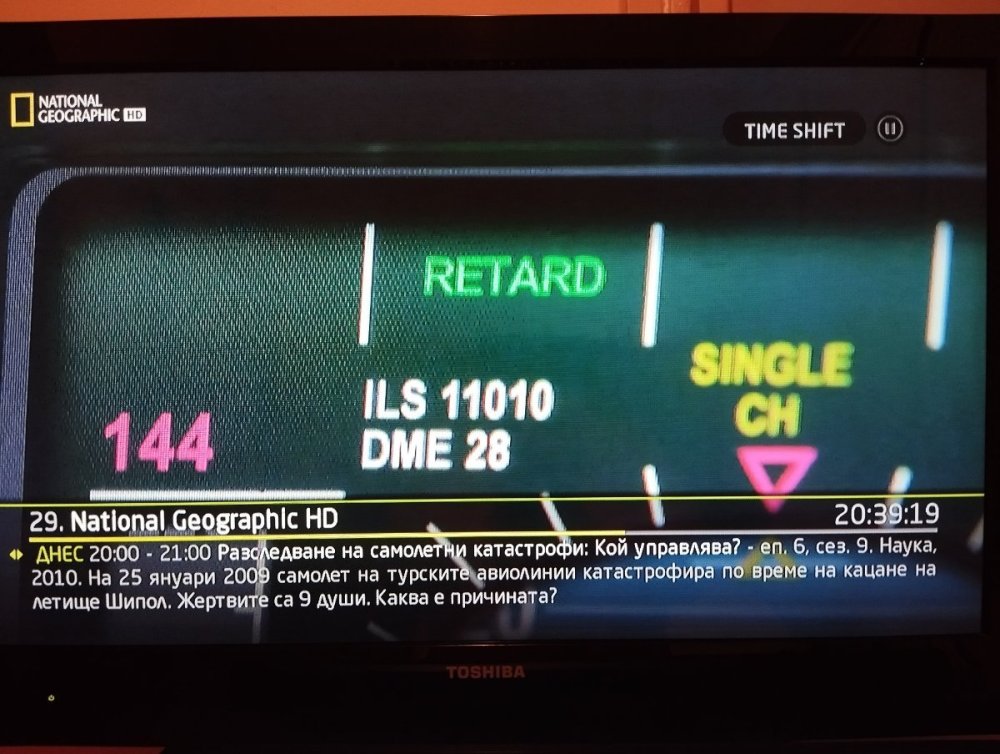 NATIONAL
GEOGRAPHIC HD
TIME SHIFT
RETARD
SINGLE
CH
ILS 11010
DME 28
144
29. National Geographic HD
20:39:19
ДНЕС 20:00 - 21:00 Разследване на самолетни катастрофи: Кой управлява? - еп. 6, сез. 9. Наука,
2010. На 25 януари 2009 самолет на турските авиолинии катастрофира по време на кацане на
летище Шипол. Жертвите са 9 души. Каква е причината?
TOSHIBA